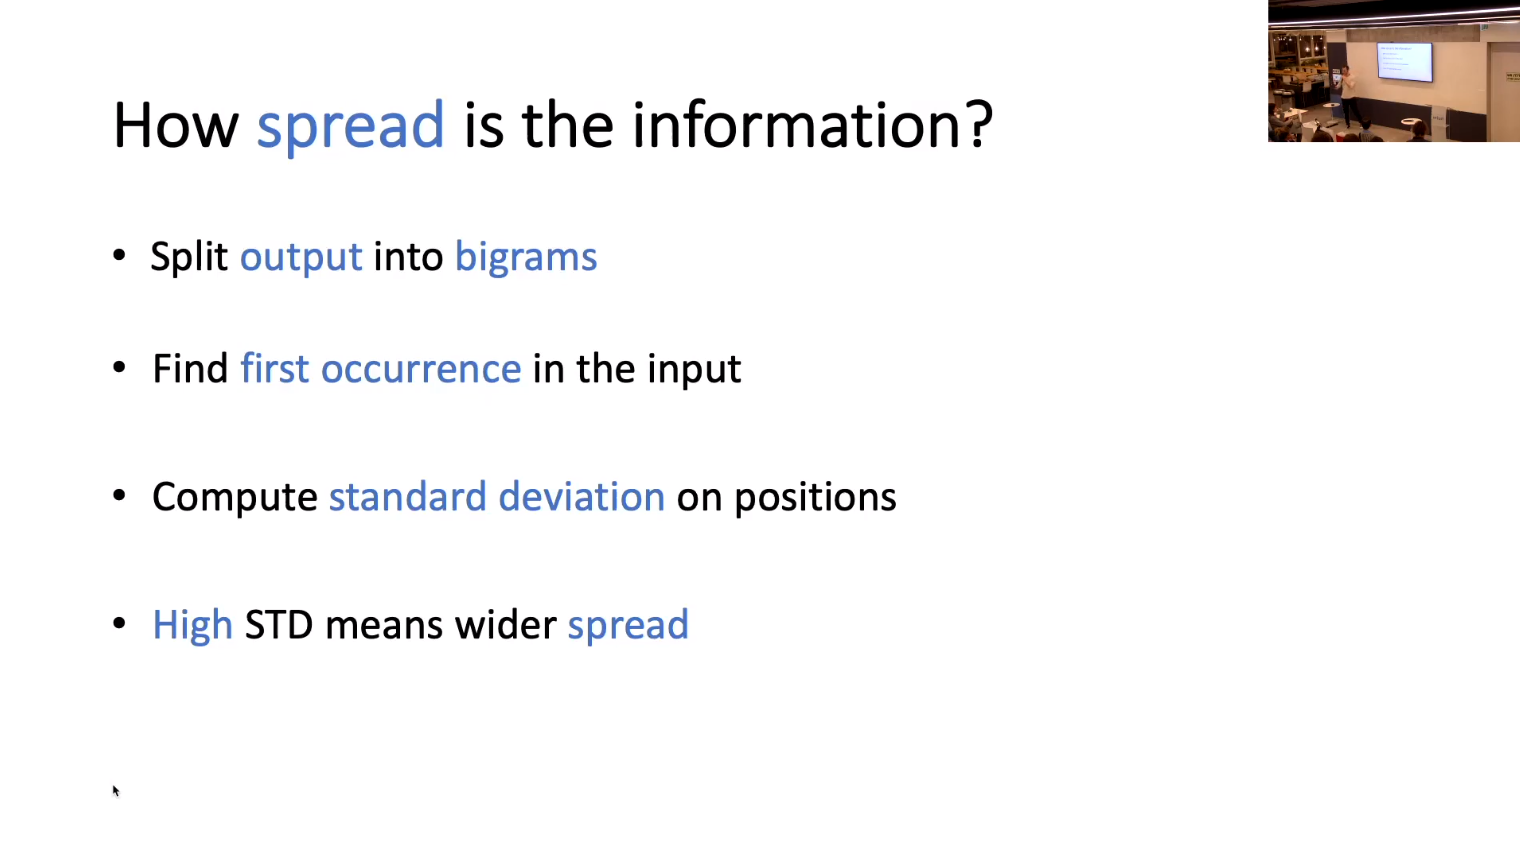 How spread is the information?
• Split output into bigrams
• Find first occurrence in the input
• Compute standard deviation on positions
• High STD means wider spread